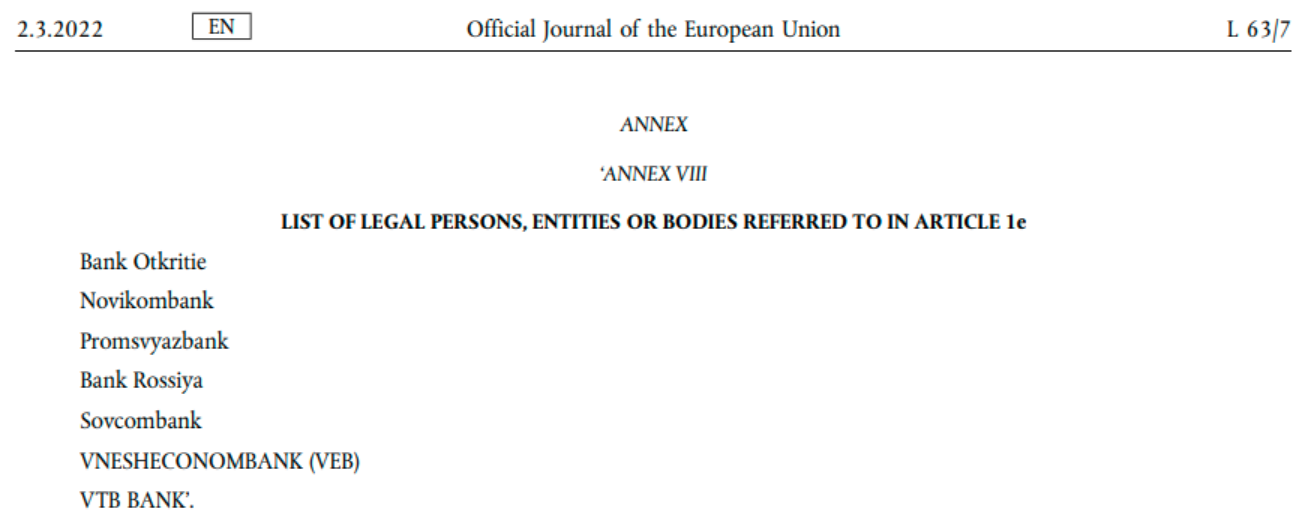 2.3.2022 EN Official Journal of the European Union L 63/7
ANNEX
‘ANNEX VIII
LIST OF LEGAL PERSONS, ENTITIES OR BODIES REFERRED TO IN ARTICLE 1e
Bank Otkritie
Novikombank
Promsvyazbank
Bank Rossiya
Sovcombank
VNESHECONOMBANK (VEB)
VTB BANK’.